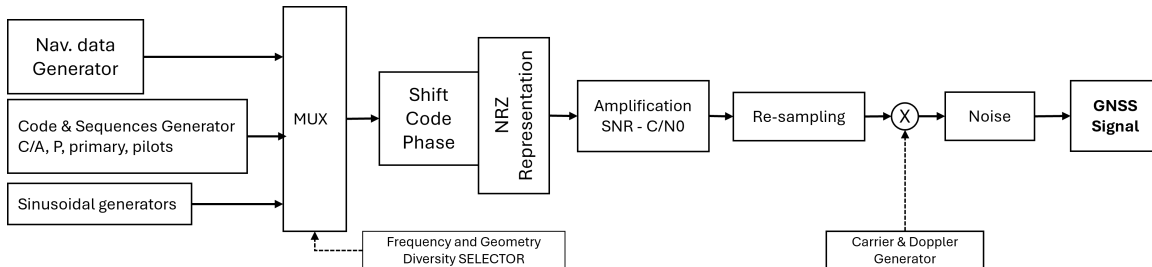 Nav. data
Generator
Code & Sequences Generator
C/A, P, primary, pilots
Sinusoidal generators
MUX
Frequency and Geometry
Diversity SELECTOR
Shift
Code
Phase
NRZ
Representation
Amplification
SNR - C/N0
Re-sampling
X
Carrier & Doppler
Generator
Noise
GNSS
Signal